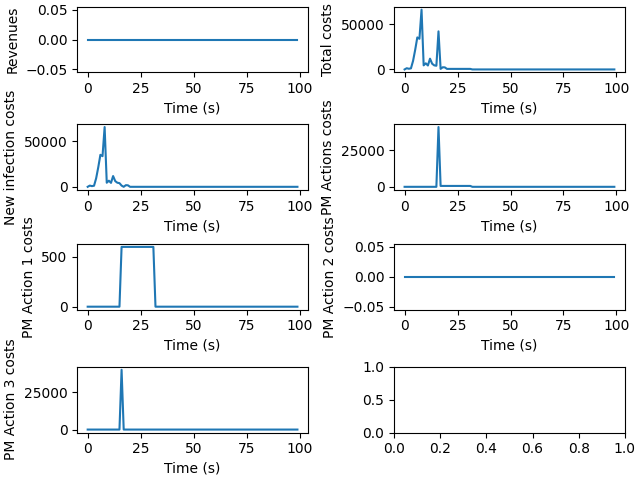 Revenues
0.05
0.00
−0.05
0 25 50 75 100
Time (s)
Total costs
50000
0
0 25 50 75 100
Time (s)
New infection costs
50000
0
0 25 50 75 100
Time (s)
PM Actions costs
25000
0
0 25 50 75 100
Time (s)
PM Action 1 costs
500
0
0 25 50 75 100
Time (s)
PM Action 2 costs
0.05
0.00
−0.05
0 25 50 75 100
Time (s)
PM Action 3 costs
25000
0
0 25 50 75 100
Time (s)
1.0
0.5
0.0
0.0 0.2 0.4 0.6 0.8 1.0